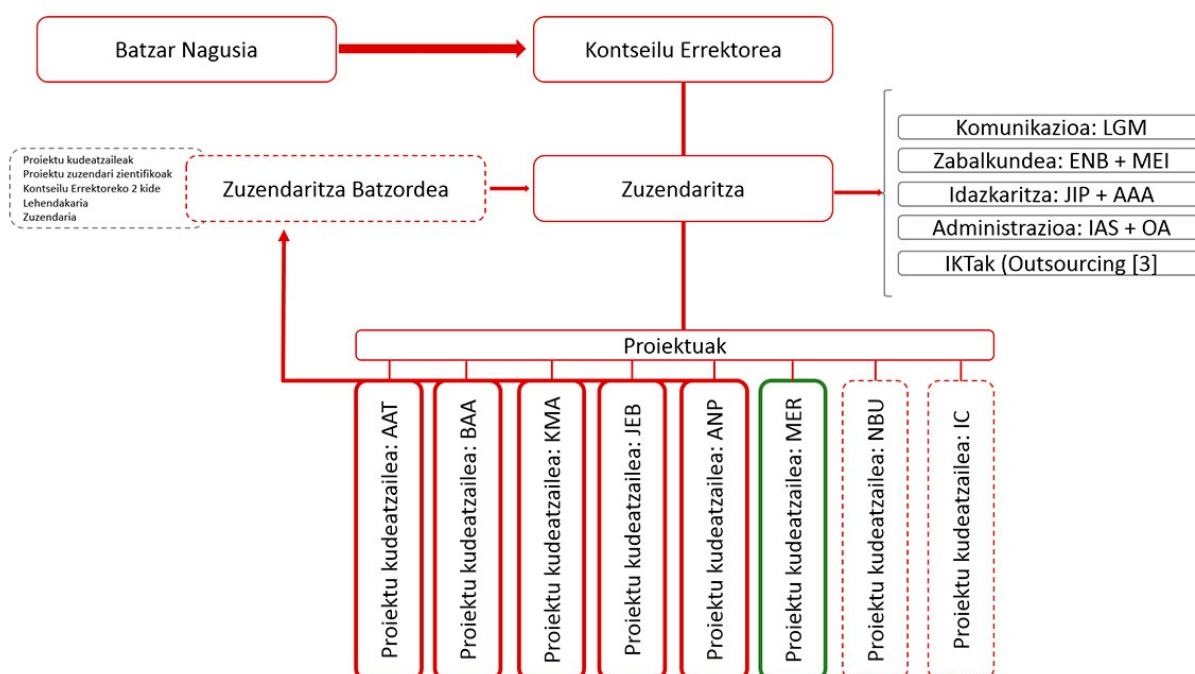 Batzar Nagusia
Kontseilu Errektorea
Proiektu kudeatzaileak
Proiektu zuzendari zientifikoak
Kontseilu Errektoreko 2 kide
Lehendakaria
Zuzendaria
Zuzendaritza Batzordea
Zuzendaritza
Komunikazioa: LGM
Zabalkundea: ENB + MEI
Idazkaritza: JIP + AAA
Administrazioa: IAS + OA
IKTak (Outsourcing [3]
Proiektuak
Proiektu kudeatzailea: AAT
Proiektu kudeatzailea: BAA
Proiektu kudeatzailea: KMA
Proiektu kudeatzailea: JEB
Proiektu kudeatzailea: ANP
Proiektu kudeatzailea: MER
Proiektu kudeatzailea: NBU
Proiektu kudeatzailea: IC